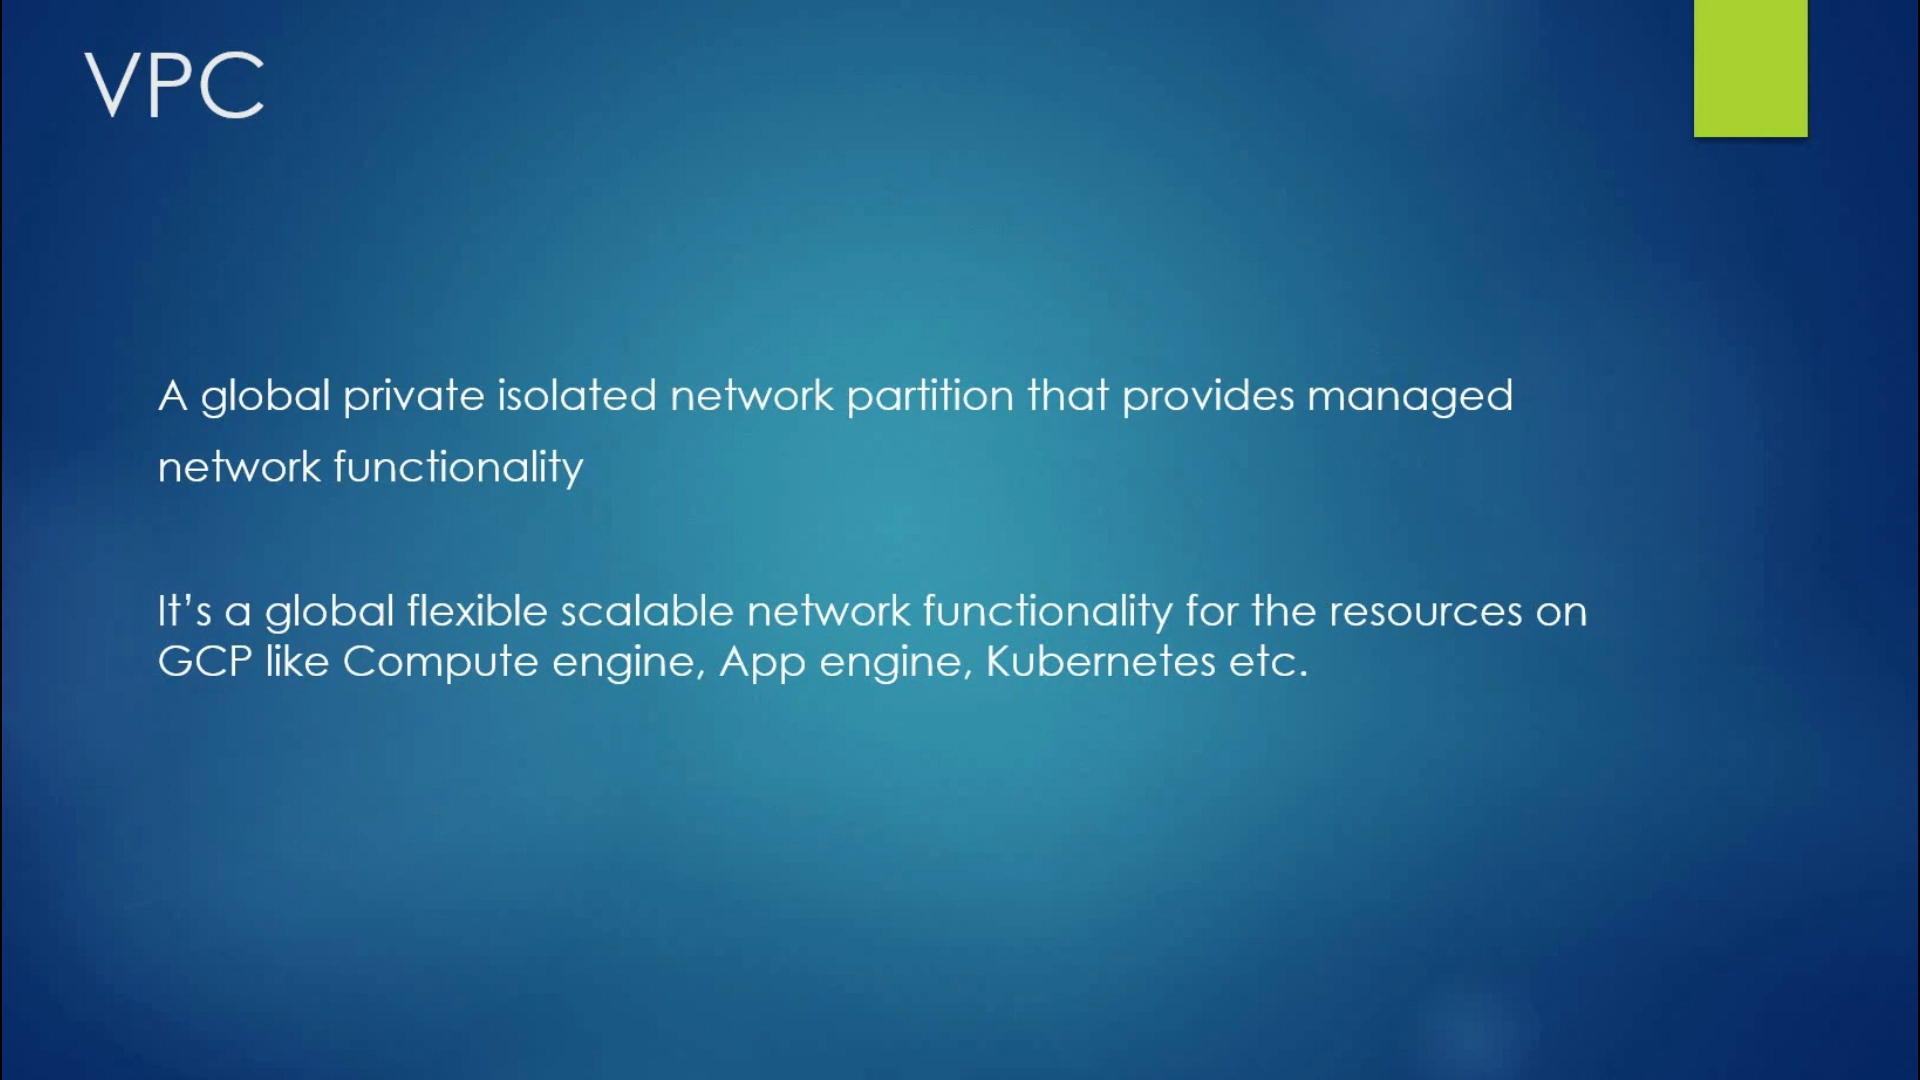 VPC
A global private isolated network partition that provides managed
network functionality
It’s a global flexible scalable network functionality for the resources on
GCP like Compute engine, App engine, Kubernetes etc.